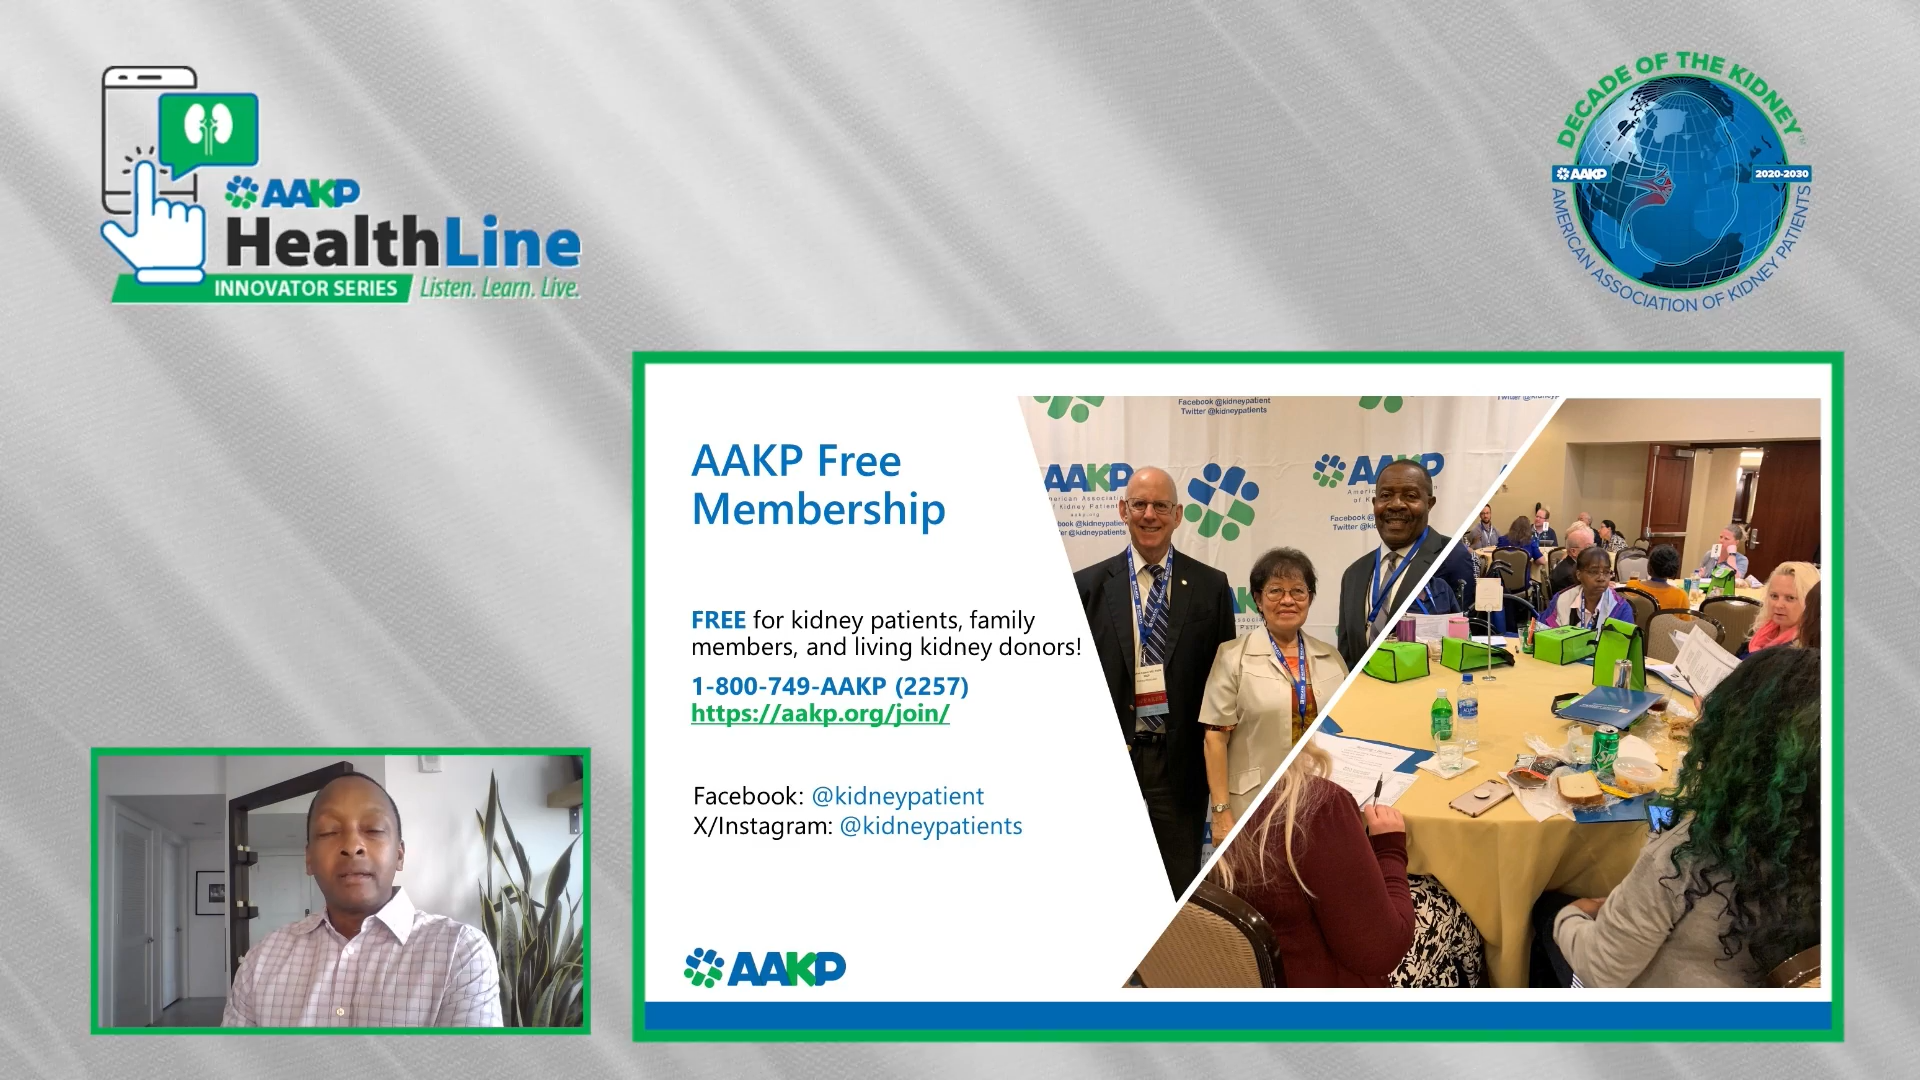 AAKP
HealthLine
INNOVATOR SERIES
Listen. Learn. Live.
DECADE OF THE KIDNEY
AAKP
2020-2030
AMERICAN ASSOCIATION OF KIDNEY PATIENTS
AAKP Free
Membership
FREE for kidney patients, family
members, and living kidney donors!
1-800-749-AAKP (2257)
https://aakp.org/join/
Facebook: @kidneypatient
X/Instagram: @kidneypatients
AAKP
Facebook @kidneypatient
Twitter @kidneypatients
AAKP
AAKP